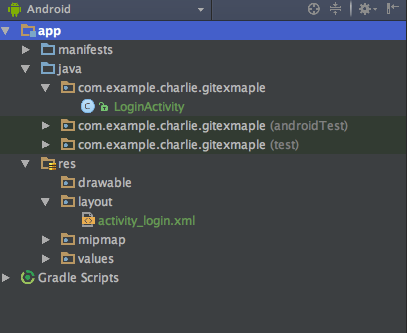 Android
app
manifests
java
com.example.charlie.gitexmaple
LoginActivity
com.example.charlie.gitexmaple (androidTest)
com.example.charlie.gitexmaple (test)
res
drawable
layout
activity_login.xml
mipmap
values
Gradle Scripts